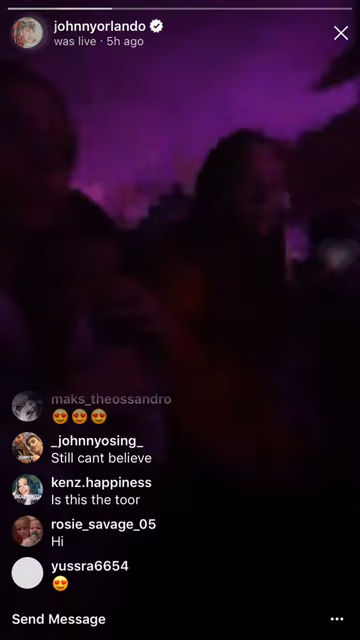 johnnyorlando
was live · 5h ago
maks_theossandro
😍😍😍
_johnnyosing_
Still cant believe
kenz.happiness
Is this the toor
rosie_savage_05
Hi
yussra6654
😍
Send Message